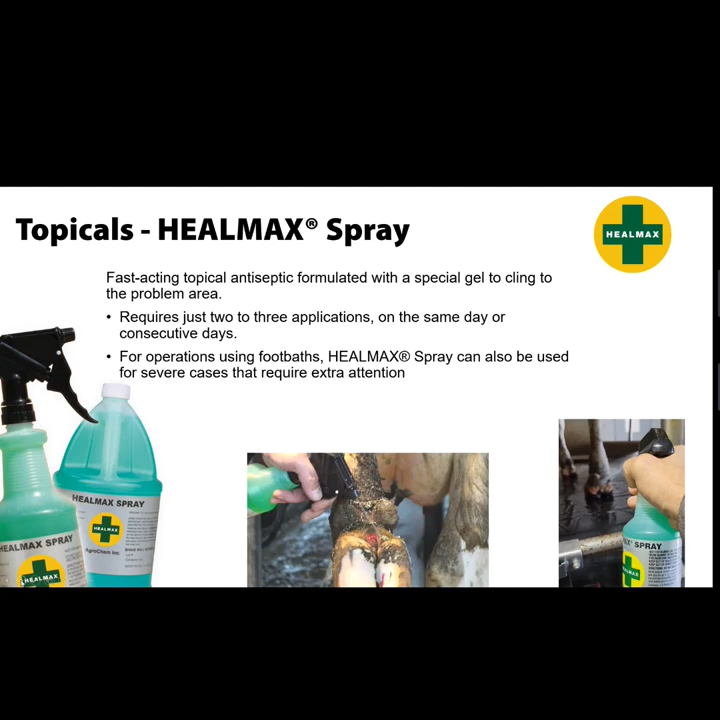 Topicals - HEALMAX® Spray
HEALMAX
Fast-acting topical antiseptic formulated with a special gel to cling to
the problem area.
• Requires just two to three applications, on the same day or
consecutive days.
• For operations using footbaths, HEALMAX® Spray can also be used
for severe cases that require extra attention
HEALMAX SPRAY
HEALMAX
AgroChem Inc.
HEALMAX SPRAY
HEALMAX
SPRAY
HEALMAX